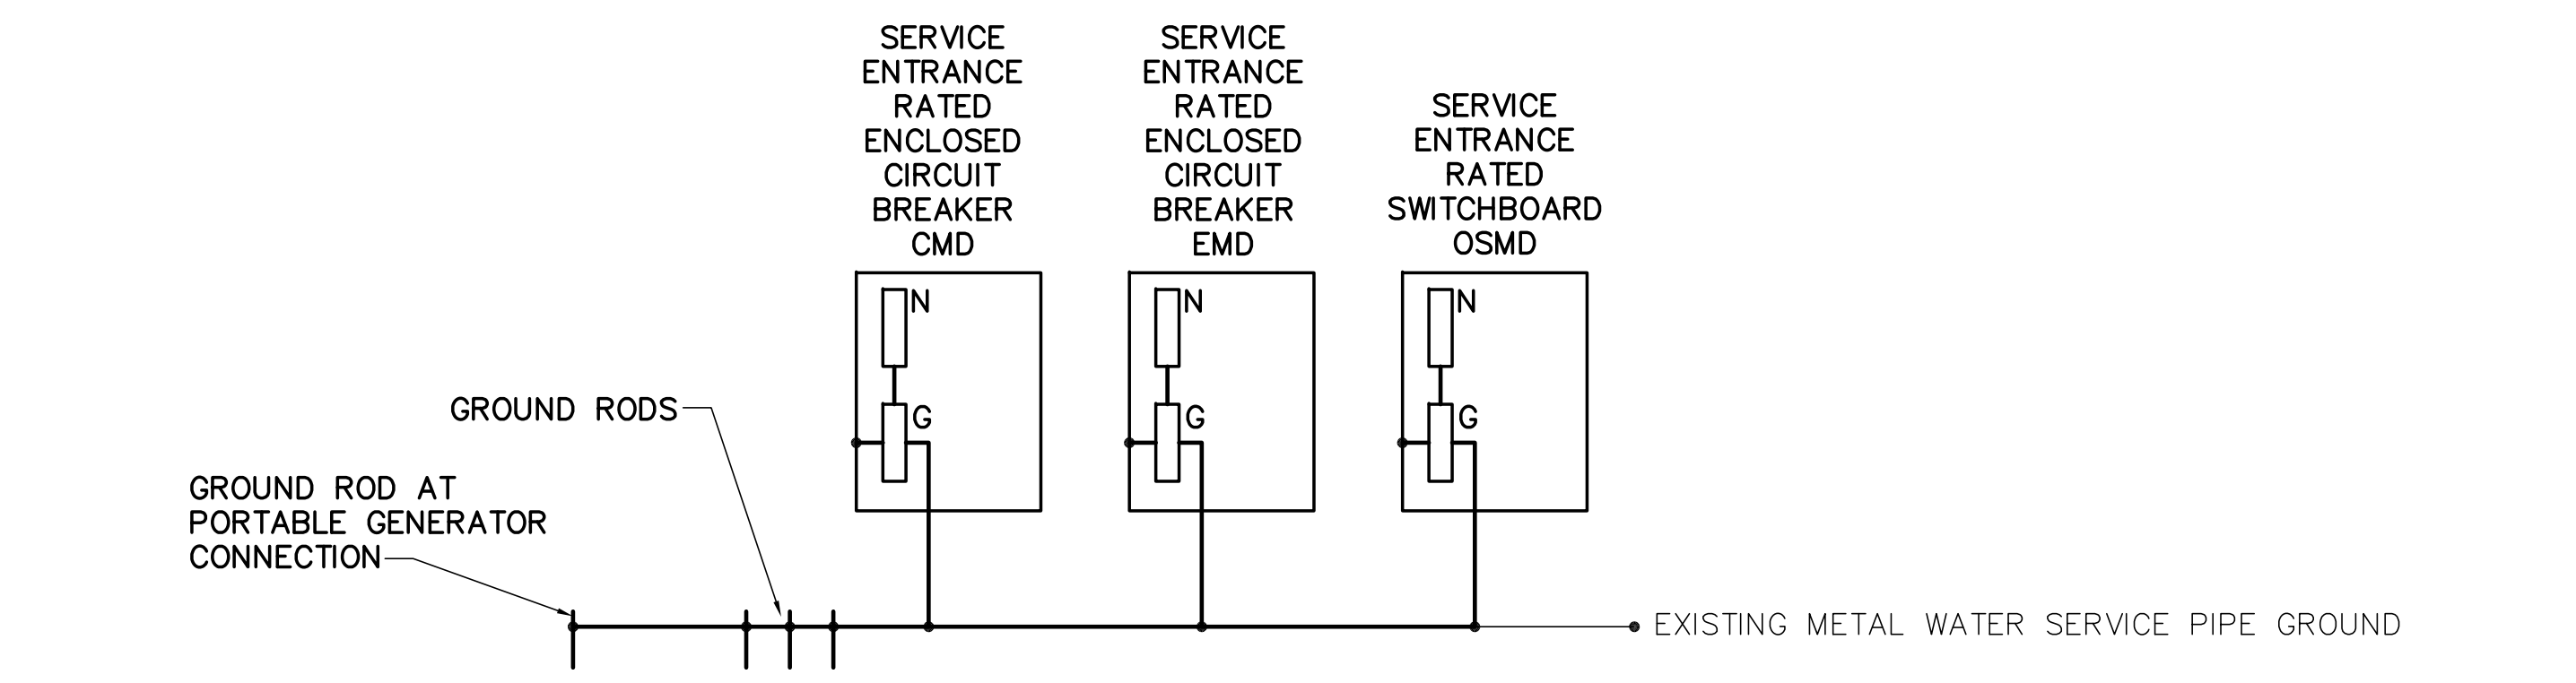 SERVICE
ENTRANCE
RATED
ENCLOSED
CIRCUIT
BREAKER
CMD
SERVICE
ENTRANCE
RATED
ENCLOSED
CIRCUIT
BREAKER
EMD
SERVICE
ENTRANCE
RATED
SWITCHBOARD
OSMD
N
N
N
G
G
G
GROUND RODS
GROUND ROD AT
PORTABLE GENERATOR
CONNECTION
EXISTING METAL WATER SERVICE PIPE GROUND